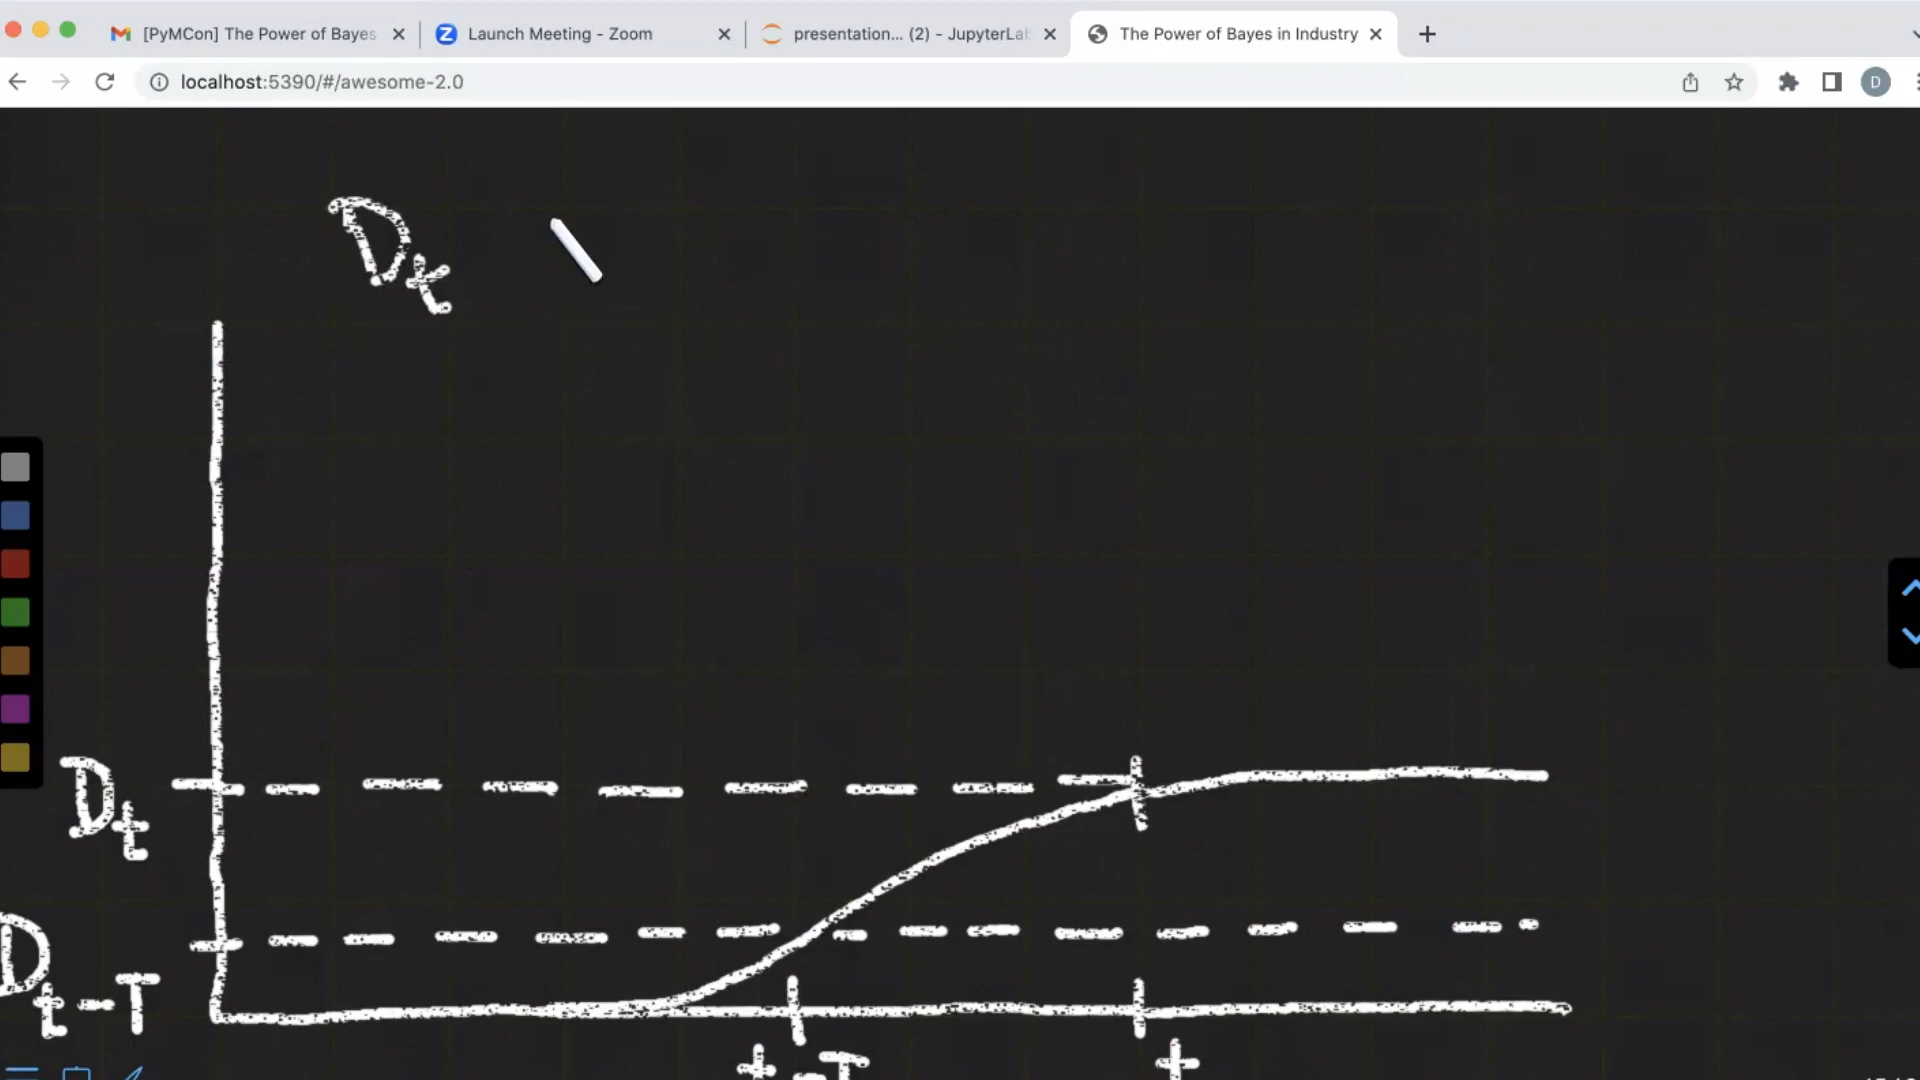 [PyMCon] The Power of Bayes
Launch Meeting - Zoom
presentation... (2) - JupyterLa
The Power of Bayes in Industry
localhost:5390/#/awesome-2.0
D
Dt
Dt
Dt-T
t-T
t